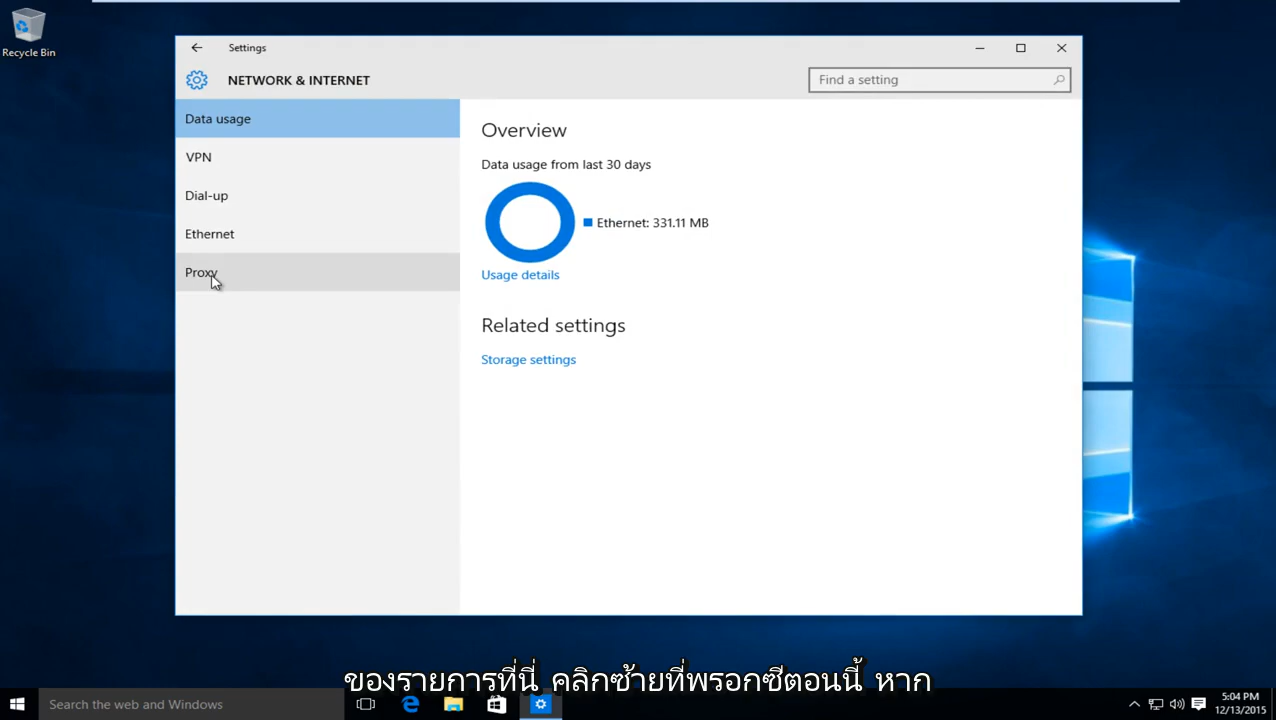 Recycle Bin
Settings
NETWORK & INTERNET
Find a setting
Data usage
VPN
Dial-up
Ethernet
Proxy
Overview
Data usage from last 30 days
Ethernet: 331.11 MB
Usage details
Related settings
Storage settings
ของรายการที่นี่ คลิกซ้ายที่พรอกซีตอนนี้ หาก
Search the web and Windows
5:04 PM
12/13/2015